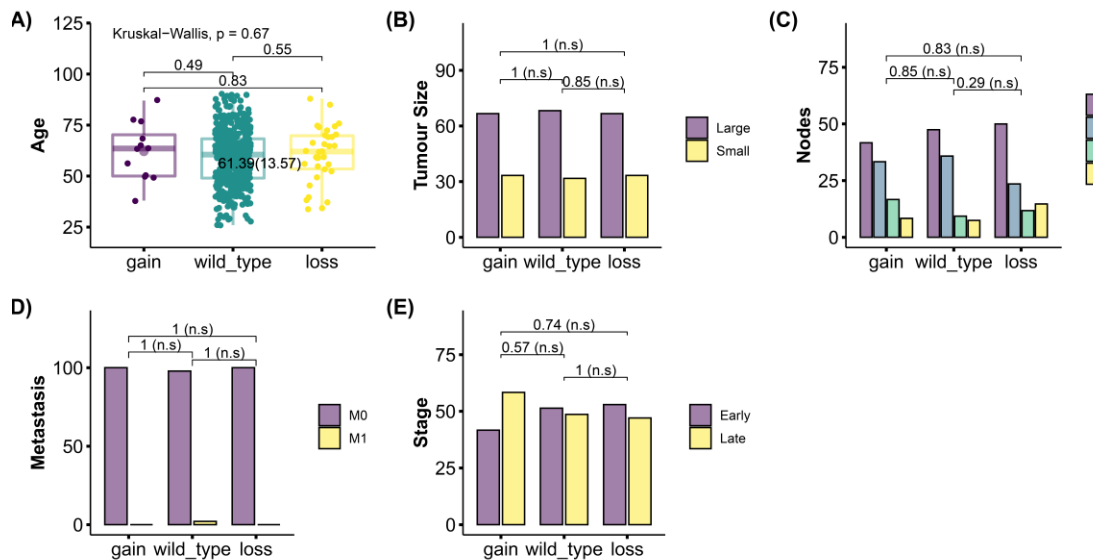 A)
Kruskal-Wallis, p = 0.67
0.55
0.49
0.83
125
100
75
50
25
Age
61.39(13.57)
gain wild_type loss
B)
1 (n.s)
1 (n.s)
0.85 (n.s)
90
60
30
0
Tumour Size
Large
Small
gain wild_type loss
C)
0.83 (n.s)
0.85 (n.s)
0.29 (n.s)
75
50
25
0
Nodes
gain wild_type loss
D)
1 (n.s)
1 (n.s)
1 (n.s)
100
50
0
Metastasis
M0
M1
gain wild_type loss
E)
0.74 (n.s)
0.57 (n.s)
1 (n.s)
75
50
25
0
Stage
Early
Late
gain wild_type loss